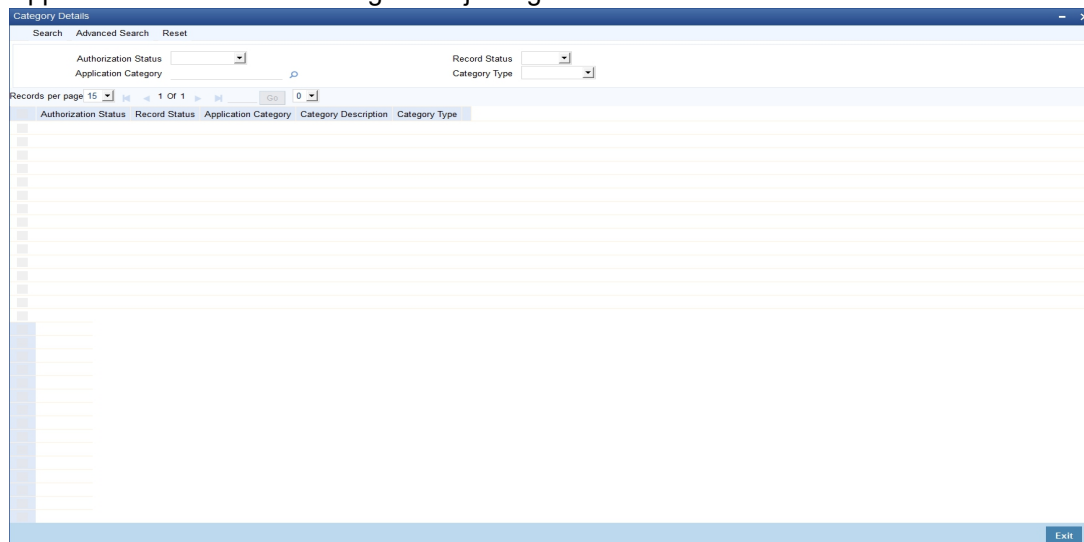 Category Details
Search Advanced Search Reset
Authorization Status Record Status
Application Category Category Type
Records per page 15 1 Of 1 Go 0
Authorization Status Record Status Application Category Category Description Category Type
Exit